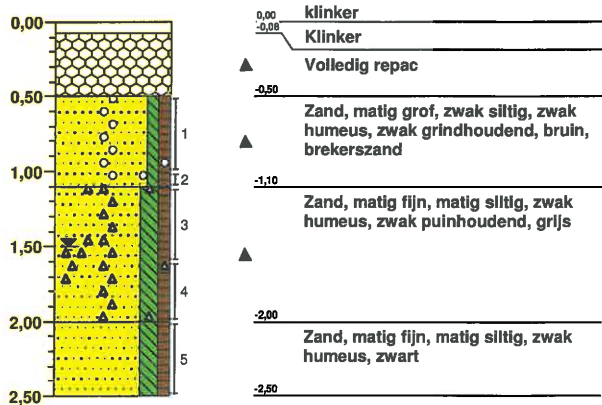 0,00
0,50
1,00
1,50
2,00
2,50
1
2
3
4
5
0,00 klinker
-0,08 Klinker
Volledig repac
-0,50
Zand, matig grof, zwak siltig, zwak
humeus, zwak grindhoudend, bruin,
brekerszand
-1,10
Zand, matig fijn, matig siltig, zwak
humeus, zwak puinhoudend, grijs
-2,00
Zand, matig fijn, matig siltig, zwak
humeus, zwart
-2,50